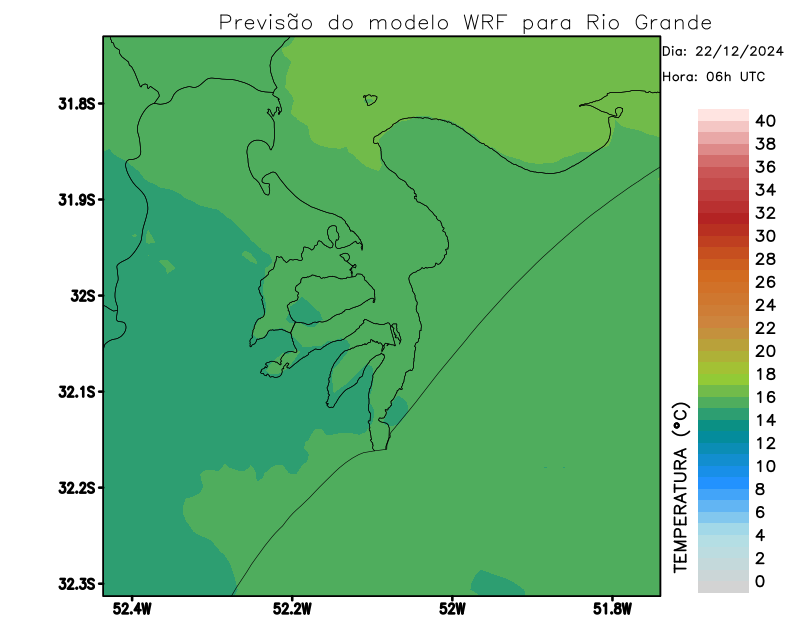 Previsão do modelo WRF para Rio Grande
Dia: 22/12/2024
Hora: 06h UTC
31.8S
31.9S
32S
32.1S
32.2S
32.3S
52.4W
52.2W
52W
51.8W
TEMPERATURA (°C)
40
38
36
34
32
30
28
26
24
22
20
18
16
14
12
10
8
6
4
2
0